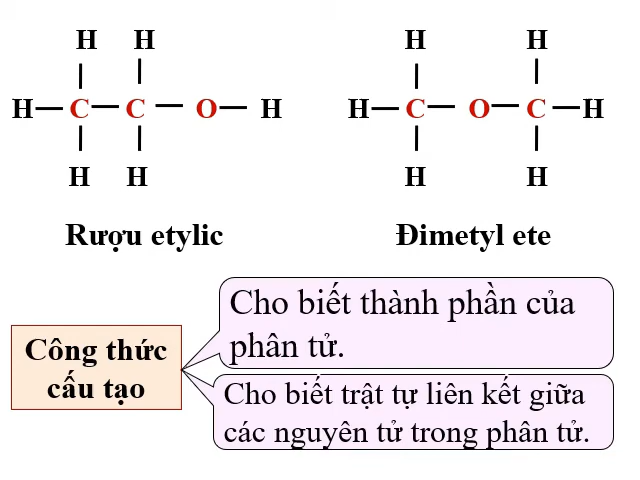 H H H H
H C C O H H C O C H
H H H H
Rượu etylic Đimetyl ete
Công thức
cấu tạo
Cho biết thành phần của
phân tử.
Cho biết trật tự liên kết giữa
các nguyên tử trong phân tử.